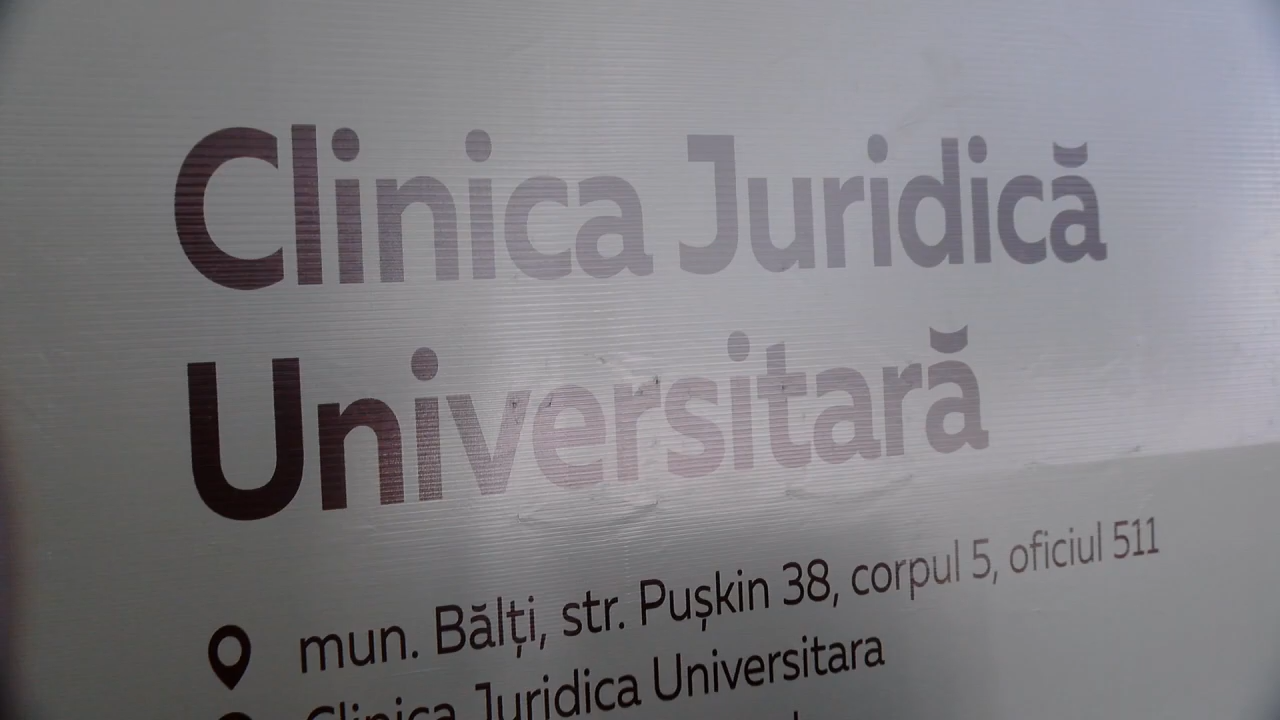 Clinica Juridică
Universitară
mun. Bălți, str. Pușkin 38, corpul 5, oficiul 511
Clinica Juridica Universitara